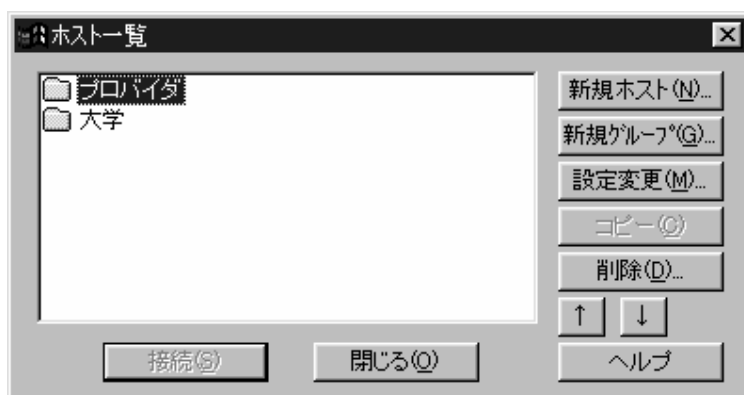 ホスト一覧
プロバイダ
大学
新規ホスト(N)...
新規ｸﾞﾙｰﾌﾟ(G)...
設定変更(M)...
コピー(C)
削除(D)...
↑ ↓
接続(S)
閉じる(O)
ヘルプ